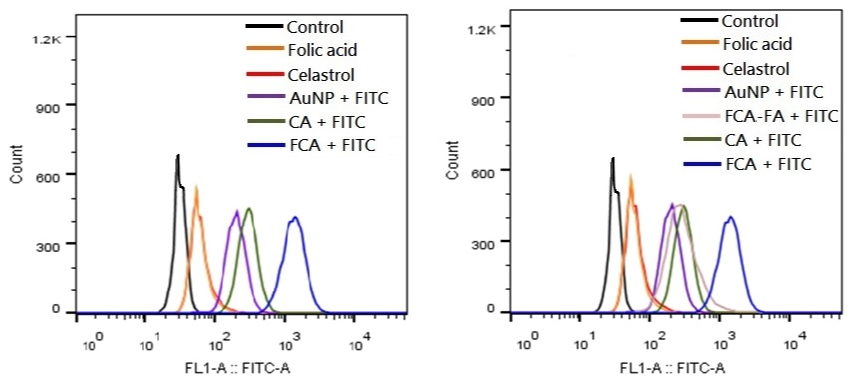 Control
Folic acid
Celastrol
AuNP + FITC
CA + FITC
FCA + FITC
1.2K
900
600
300
0
Count
10^0 10^1 10^2 10^3 10^4
FL1-A :: FITC-A
Control
Folic acid
Celastrol
AuNP + FITC
FCA-FA + FITC
CA + FITC
FCA + FITC
1.2K
900
600
300
0
Count
10^0 10^1 10^2 10^3 10^4
FL1-A :: FITC-A